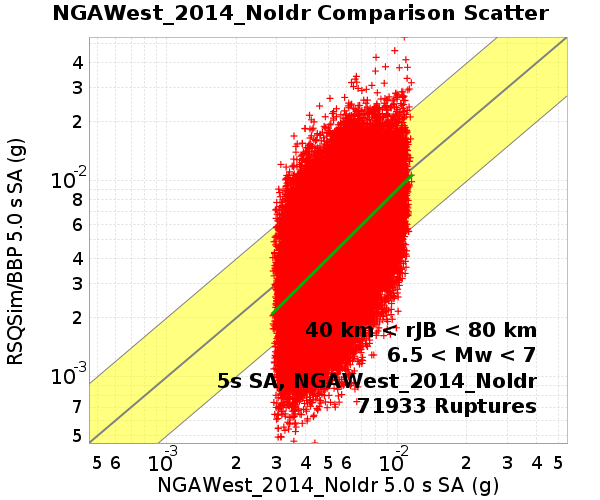 NGAWest_2014_NoIdr Comparison Scatter
RSQSim/BBP 5.0 s SA (g)
4
3
2
10-2
8
6
4
3
2
10-3
7
5
40 km < rJB < 80 km
6.5 < Mw < 7
5s SA, NGAWest_2014_NoIdr
71933 Ruptures
5 6 10-3 2 3 4 5 6 10-2 2 3 4 5
NGAWest_2014_NoIdr 5.0 s SA (g)